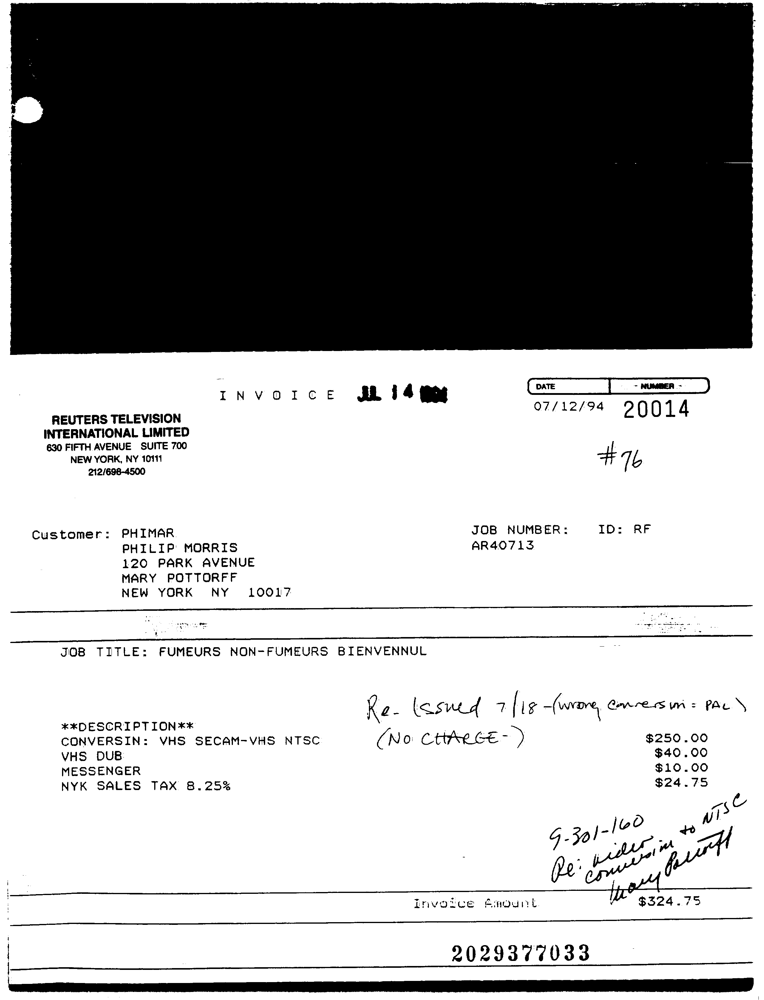 INVOICE JUL 14 1994
DATE - NUMBER -
07/12/94 20014
REUTERS TELEVISION
INTERNATIONAL LIMITED
630 FIFTH AVENUE SUITE 700
NEW YORK, NY 10111
212/698-4500
#76
Customer: PHIMAR
PHILIP MORRIS
120 PARK AVENUE
MARY POTTORFF
NEW YORK NY 10017
JOB NUMBER: ID: RF
AR40713
JOB TITLE: FUMEURS NON-FUMEURS BIENVENNUL
Re-Issued 7/18-(wrong conversion: PAL)
(NO CHARGE-)
**DESCRIPTION**
CONVERSIN: VHS SECAM-VHS NTSC $250.00
VHS DUB $40.00
MESSENGER $10.00
NYK SALES TAX 8.25% $24.75
9-301-160
Re: video
conversion to NTSC
Mary Pottorff
Invoice Amount $324.75
2029377033